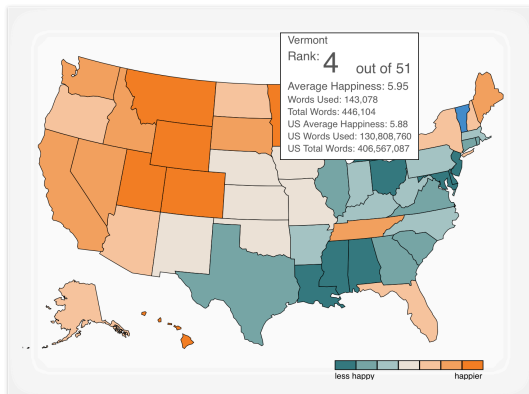 Vermont
Rank: 4 out of 51
Average Happiness: 5.95
Words Used: 143,078
Total Words: 446,104
US Average Happiness: 5.88
US Words Used: 130,808,760
US Total Words: 406,567,087
less happy happier